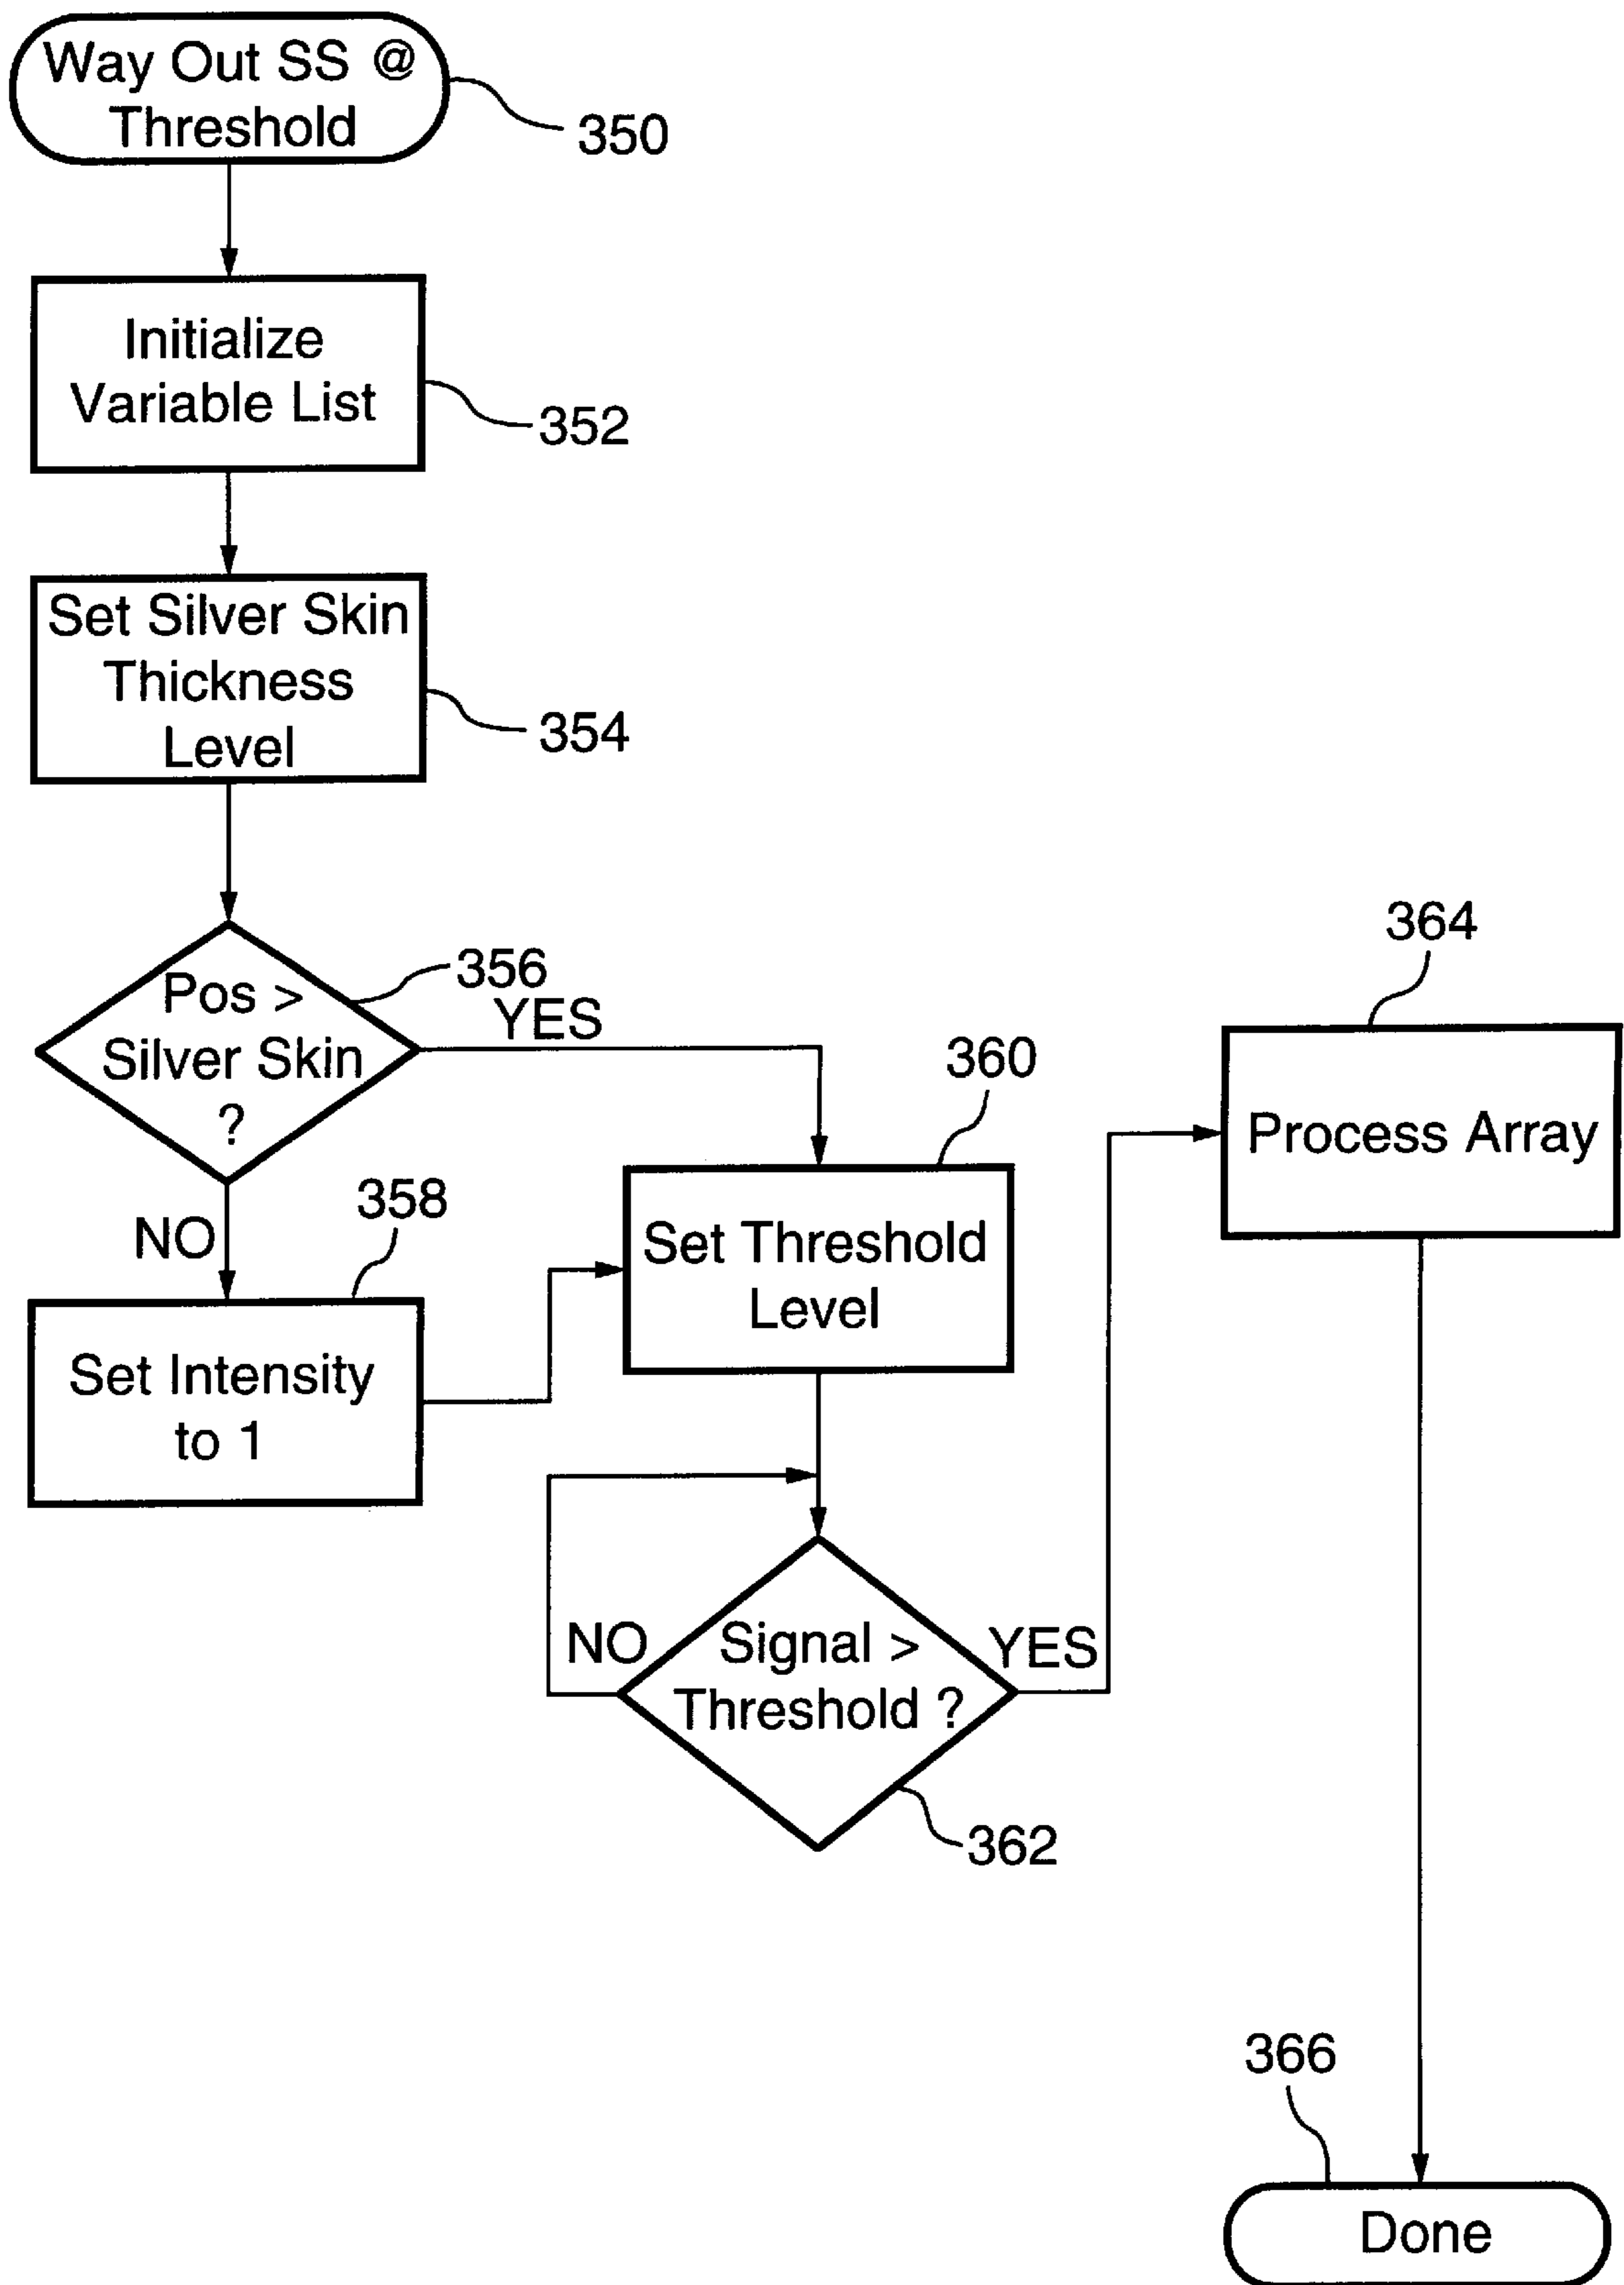 Way Out SS @
Threshold
350
Initialize
Variable List
352
Set Silver Skin
Thickness
Level
354
Pos >
Silver Skin
?
356
YES
NO
358
Set Intensity
to 1
360
Set Threshold
Level
NO
Signal >
Threshold ?
YES
362
364
Process Array
366
Done